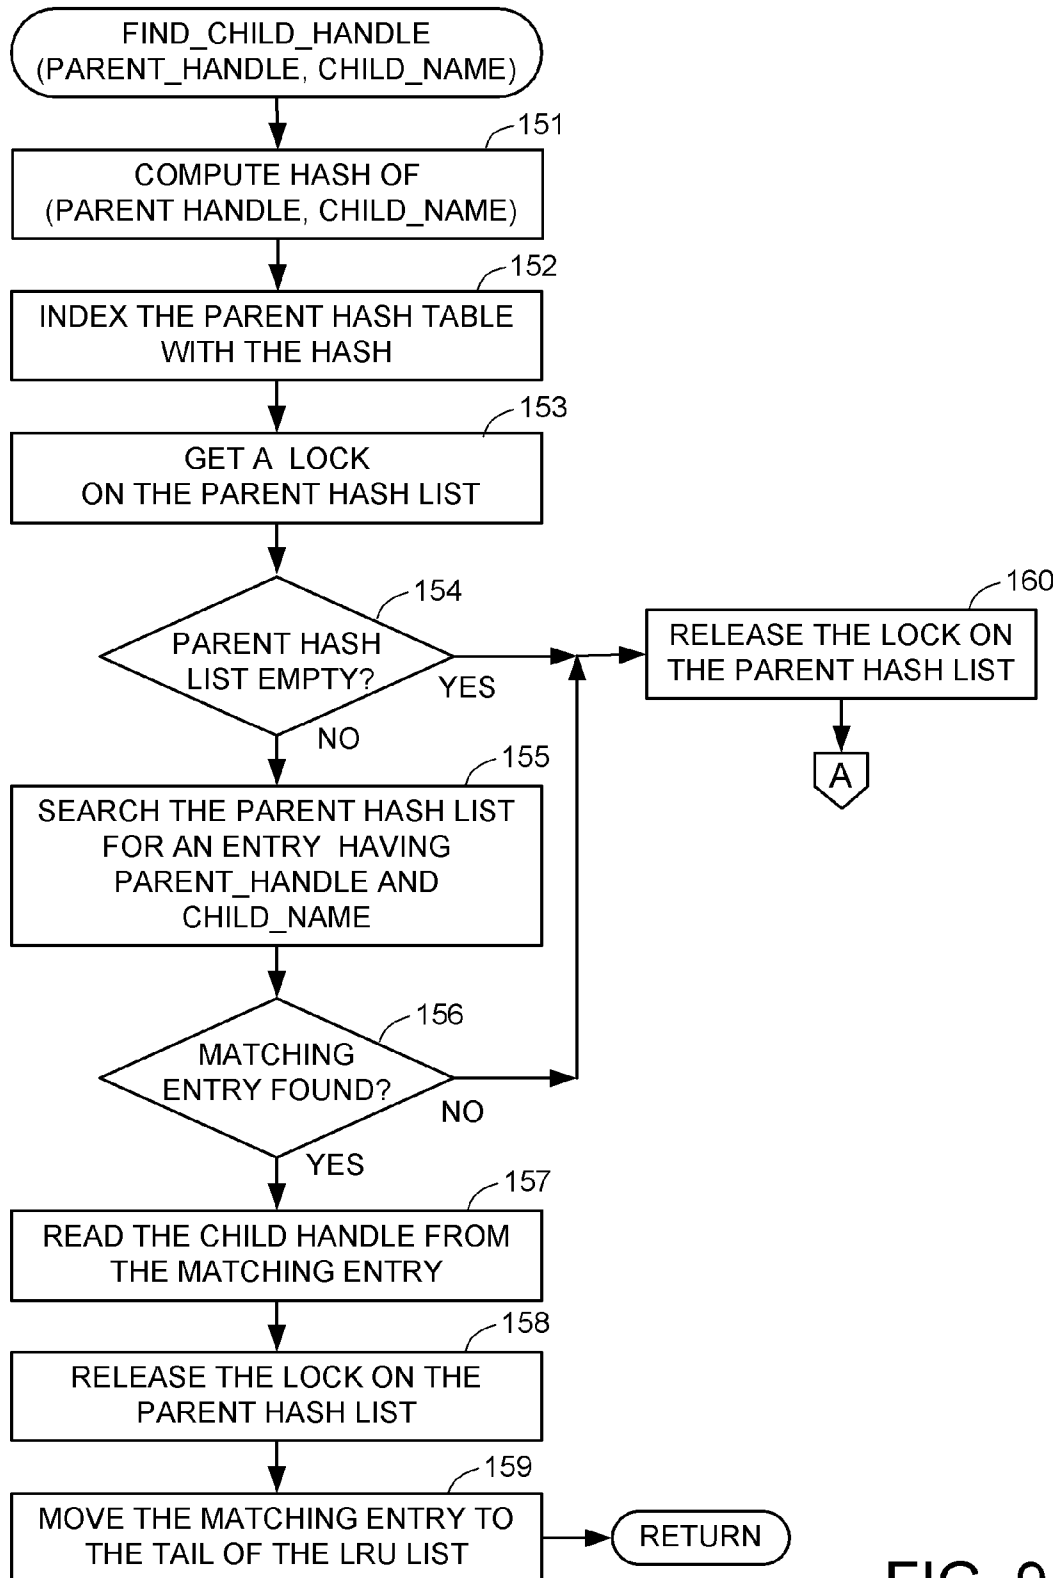 FIND_CHILD_HANDLE
(PARENT_HANDLE, CHILD_NAME)
151
COMPUTE HASH OF
(PARENT HANDLE, CHILD_NAME)
152
INDEX THE PARENT HASH TABLE
WITH THE HASH
153
GET A LOCK
ON THE PARENT HASH LIST
154
PARENT HASH
LIST EMPTY?
YES
NO
160
RELEASE THE LOCK ON
THE PARENT HASH LIST
A
155
SEARCH THE PARENT HASH LIST
FOR AN ENTRY HAVING
PARENT_HANDLE AND
CHILD_NAME
156
MATCHING
ENTRY FOUND?
NO
YES
157
READ THE CHILD HANDLE FROM
THE MATCHING ENTRY
158
RELEASE THE LOCK ON THE
PARENT HASH LIST
159
MOVE THE MATCHING ENTRY TO
THE TAIL OF THE LRU LIST
RETURN